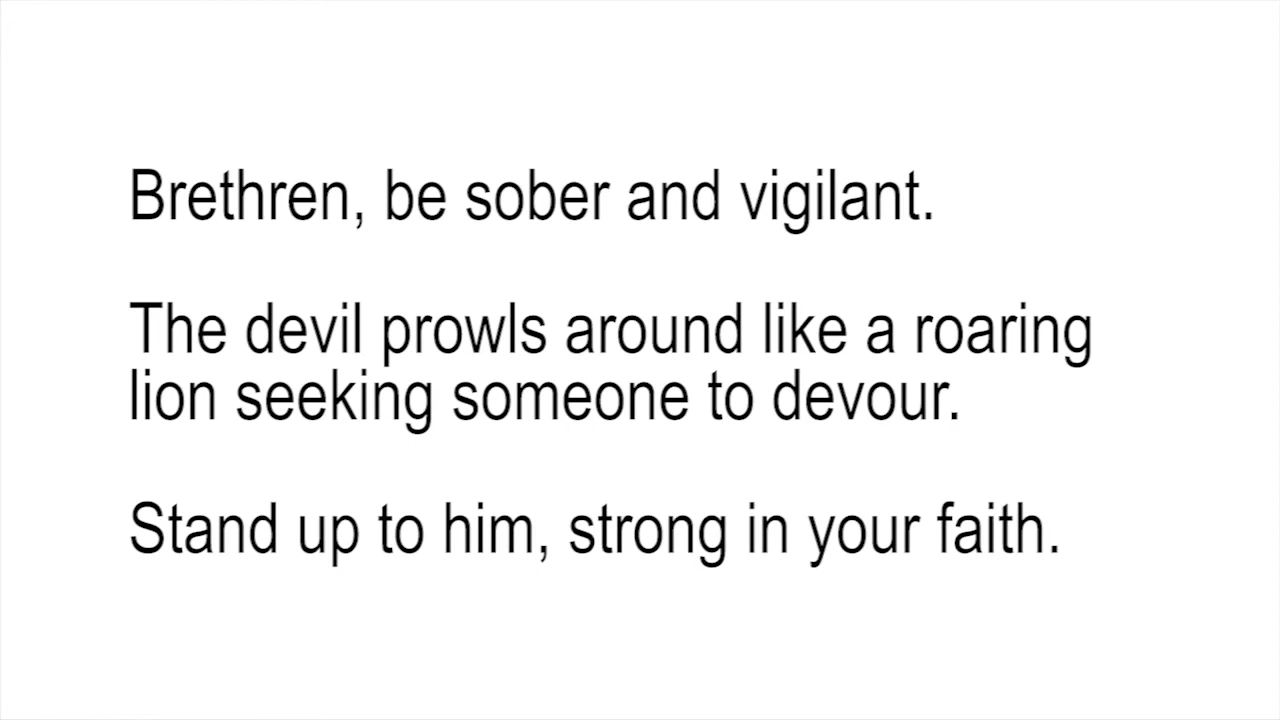 Brethren, be sober and vigilant.
The devil prowls around like a roaring
lion seeking someone to devour.
Stand up to him, strong in your faith.